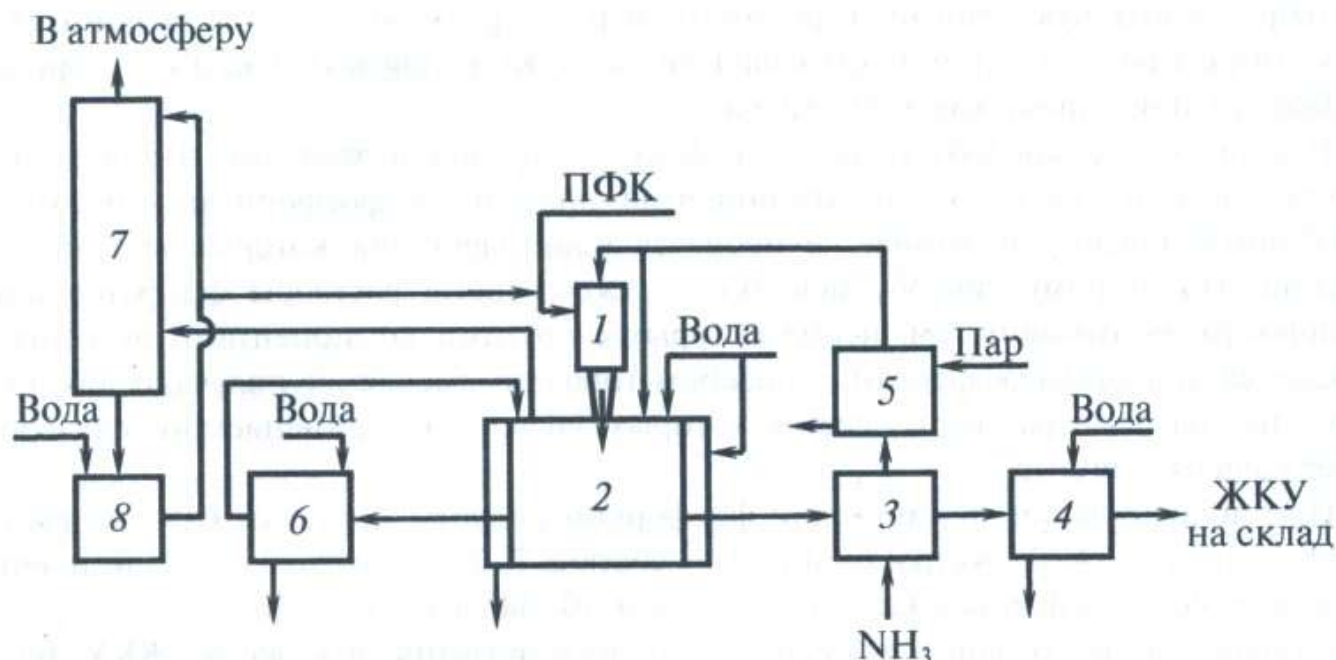 В атмосферу
ПФК
7
1
Вода
Пар
5
Вода
Вода
Вода
8
6
2
3
4
ЖКУ
на склад
NH₃